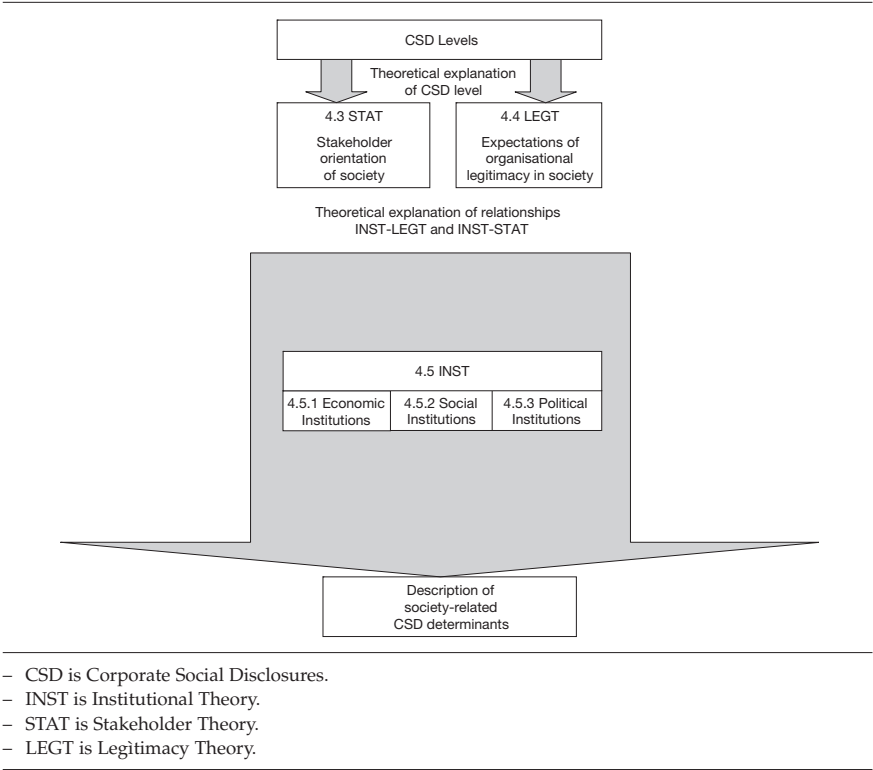 CSD Levels
Theoretical explanation
of CSD level
4.3 STAT
Stakeholder
orientation
of society
4.4 LEGT
Expectations of
organisational
legitimacy in society
Theoretical explanation of relationships
INST-LEGT and INST-STAT
4.5 INST
4.5.1 Economic
Institutions
4.5.2 Social
Institutions
4.5.3 Political
Institutions
Description of
society-related
CSD determinants
– CSD is Corporate Social Disclosures.
– INST is Institutional Theory.
– STAT is Stakeholder Theory.
– LEGT is Legìtimacy Theory.